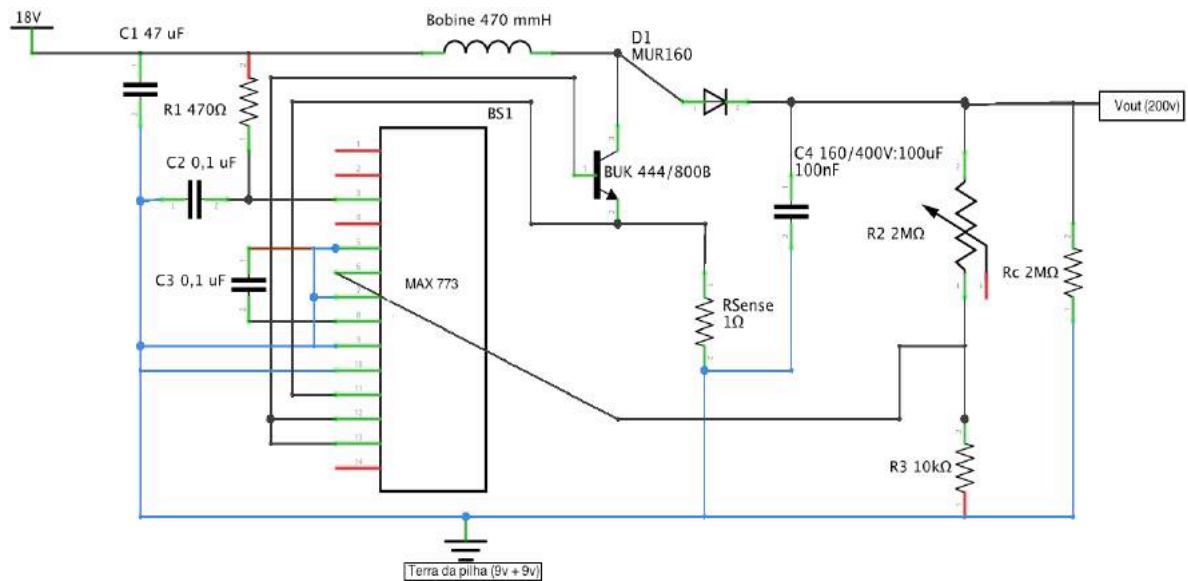 18V
C1 47 uF
Bobine 470 mmH
D1
MUR160
R1 470Ω
BS1
Vout (200v)
C2 0,1 uF
BUK 444/800B
C4 160/400V:100uF
100nF
R2 2MΩ
Rc 2MΩ
C3 0,1 uF
MAX 773
RSense
1Ω
R3 10kΩ
Terra da pilha (9v + 9v)
1
2
3
4
5
6
7
8
9
10
11
12
13
14